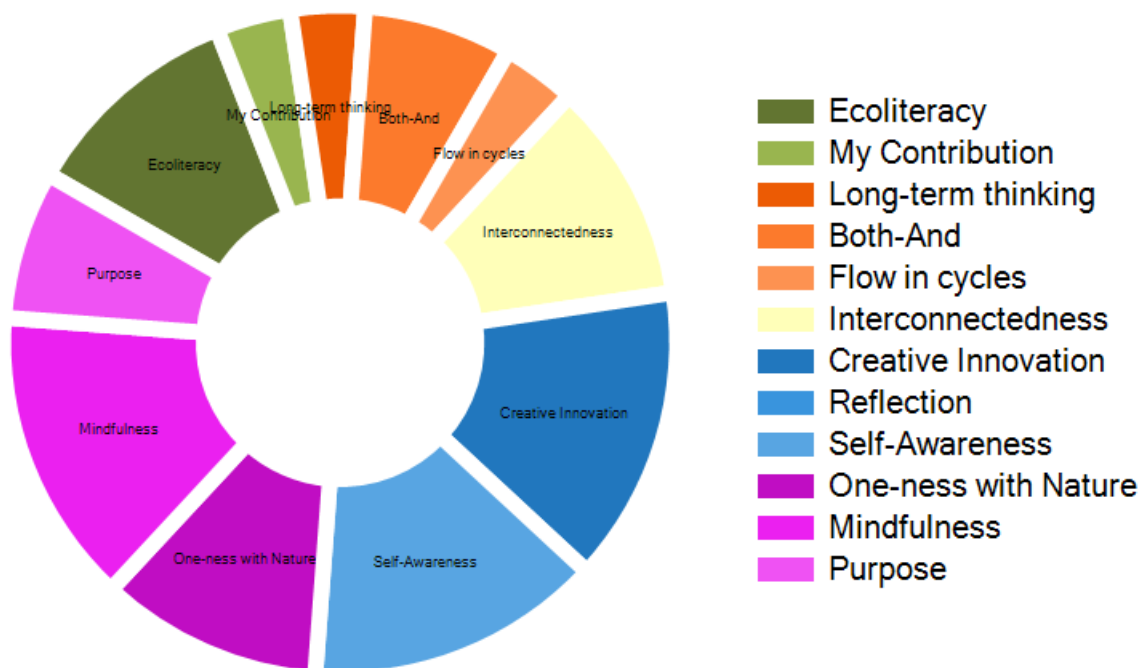 Long-term thinking
My Contribution
Both-And
Flow in cycles
Ecoliteracy
Interconnectedness
Purpose
Creative Innovation
Mindfulness
One-ness with Nature
Self-Awareness
Ecoliteracy
My Contribution
Long-term thinking
Both-And
Flow in cycles
Interconnectedness
Creative Innovation
Reflection
Self-Awareness
One-ness with Nature
Mindfulness
Purpose